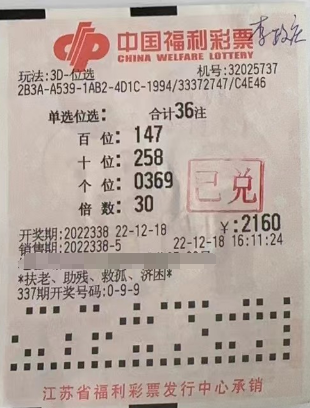 中国福利彩票
CHINA WELFARE LOTTERY
玩法:3D-位选 机号:32025737
2B3A-A539-1AB2-4D1C-1994/33372747/C4E46
单选位选: 合计36注
百 位: 147
十 位: 258
个 位: 0369
倍 数: 30
已兑
开奖期:2022338 22-12-18 ¥:2160
销售期:2022338-5 22-12-18 16:11:24
*扶老、助残、救孤、济困*
337期开奖号码:0-9-9
江苏省福利彩票发行中心承销